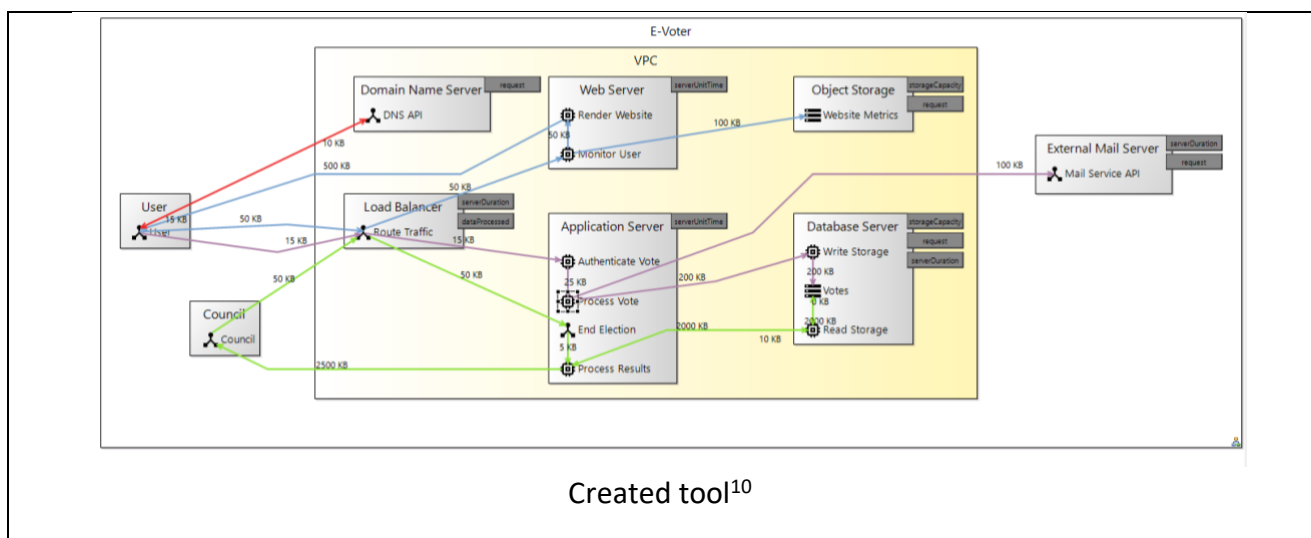 E-Voter
VPC
Domain Name Server
request
DNS API
Web Server
serverUnitTime
Render Website
50 KB
Monitor User
Object Storage
storageCapacity
request
Website Metrics
100 KB
10 KB
500 KB
External Mail Server
serverDuration
request
Mail Service API
100 KB
User
15 KB
User
50 KB
15 KB
Load Balancer
serverDuration
dataProcessed
Route Traffic
50 KB
15 KB
50 KB
50 KB
Application Server
serverUnitTime
Authenticate Vote
25 KB
Process Vote
End Election
5 KB
Process Results
200 KB
2000 KB
10 KB
Database Server
storageCapacity
request
serverDuration
Write Storage
200 KB
Votes
0 KB
2000 KB
Read Storage
Council
Council
2500 KB
Created tool10